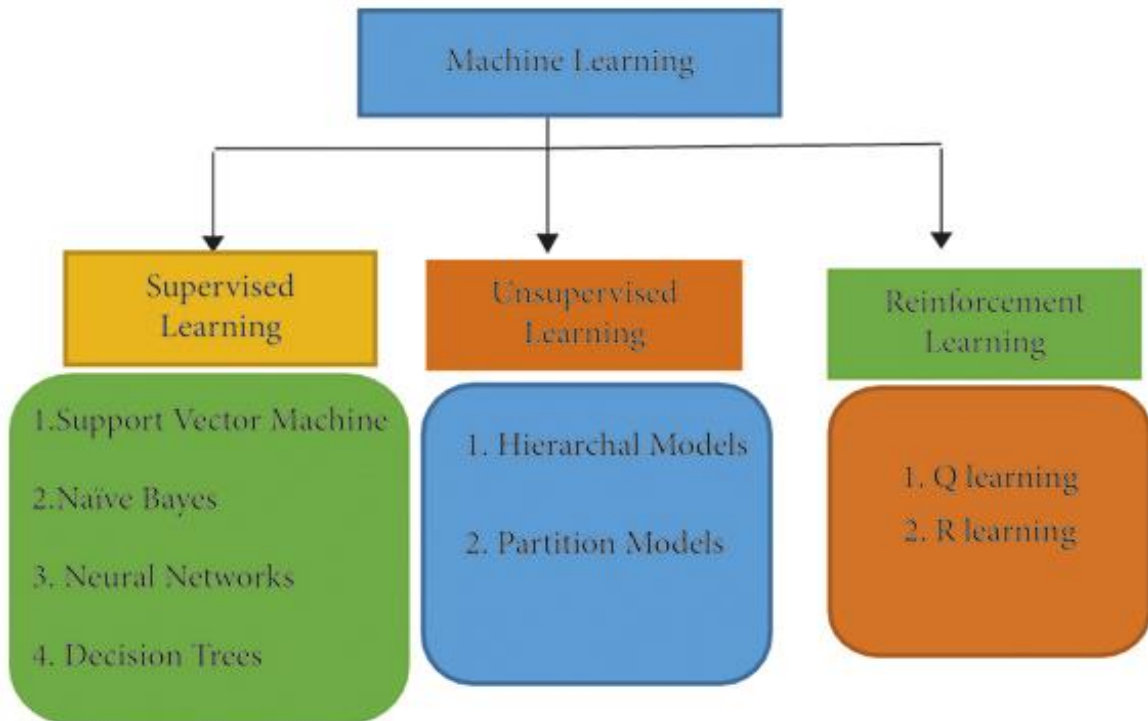 Machine Learning
Supervised
Learning
Unsupervised
Learning
Reinforcement
Learning
1.Support Vector Machine
2.Naïve Bayes
3. Neural Networks
4. Decision Trees
1. Hierarchal Models
2. Partition Models
1. Q learning
2. R learning